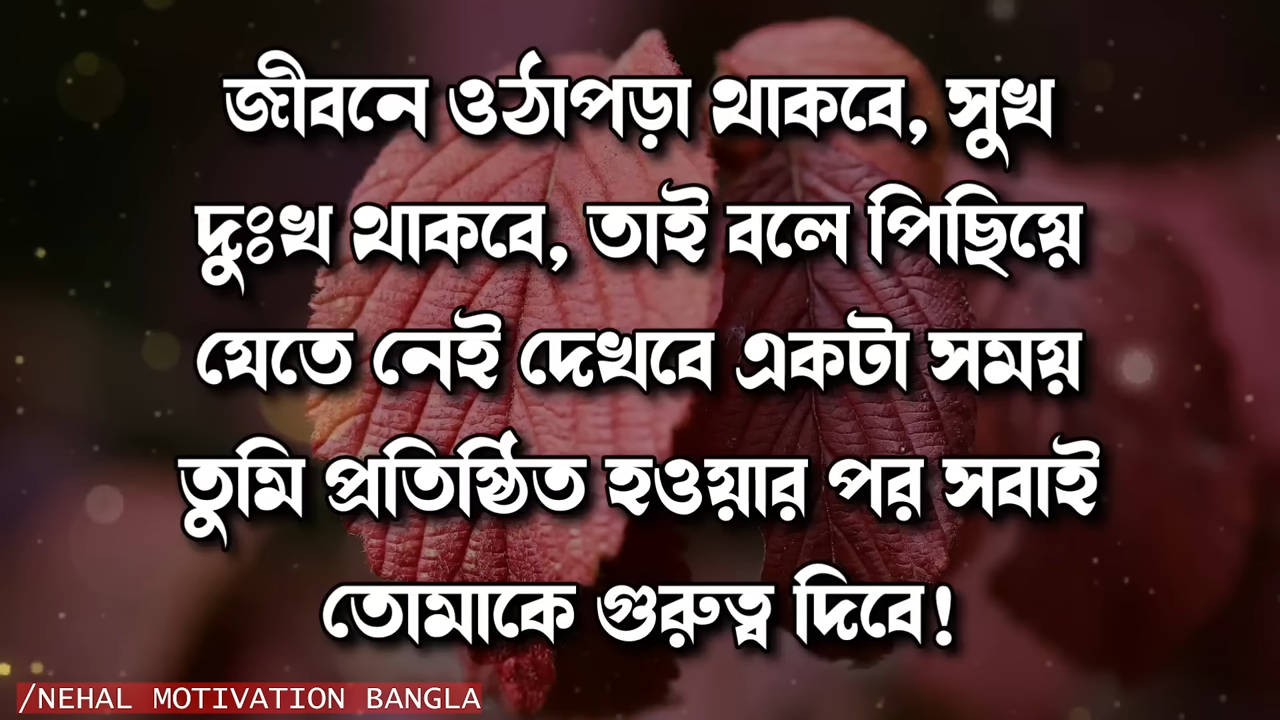 জীবনে ওঠাপড়া থাকবে, সুখ
দুঃখ থাকবে, তাই বলে পিছিয়ে
যেতে নেই দেখবে একটা সময়
তুমি প্রতিষ্ঠিত হওয়ার পর সবাই
তোমাকে গুরুত্ব দিবে!
/NEHAL MOTIVATION BANGLA